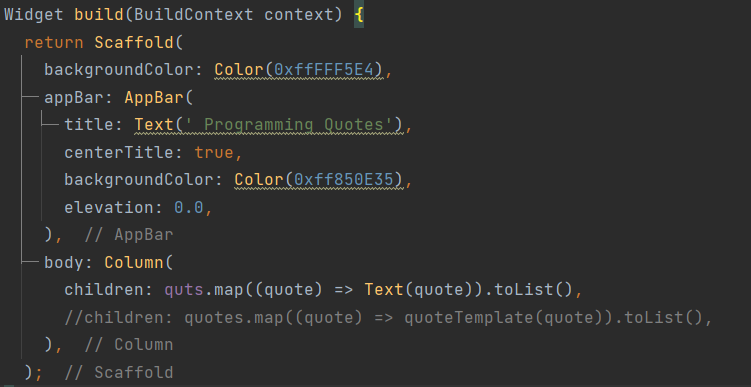 Widget build(BuildContext context) {
return Scaffold(
backgroundColor: Color(0xffFFF5E4),
appBar: AppBar(
title: Text(' Programming Quotes'),
centerTitle: true,
backgroundColor: Color(0xff850E35),
elevation: 0.0,
), // AppBar
body: Column(
children: quts.map((quote) => Text(quote)).toList(),
//children: quotes.map((quote) => quoteTemplate(quote)).toList(),
), // Column
); // Scaffold